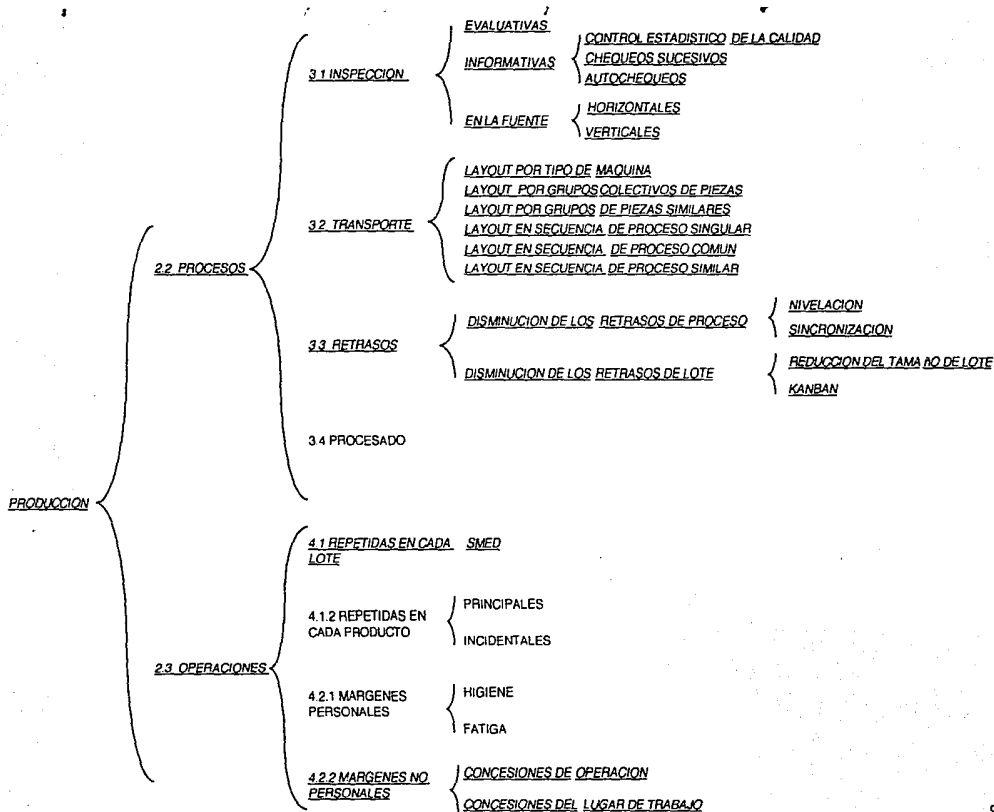 EVALUATIVAS
3.1 INSPECCION
INFORMATIVAS
CONTROL ESTADISTICO DE LA CALIDAD
CHEQUEOS SUCESIVOS
AUTOCHEQUEOS
EN LA FUENTE
HORIZONTALES
VERTICALES
3.2 TRANSPORTE
LAYOUT POR TIPO DE MAQUINA
LAYOUT POR GRUPOS COLECTIVOS DE PIEZAS
LAYOUT POR GRUPOS DE PIEZAS SIMILARES
LAYOUT EN SECUENCIA DE PROCESO SINGULAR
LAYOUT EN SECUENCIA DE PROCESO COMUN
LAYOUT EN SECUENCIA DE PROCESO SIMILAR
2.2 PROCESOS
3.3 RETRASOS
DISMINUCION DE LOS RETRASOS DE PROCESO
NIVELACION
SINCRONIZACION
DISMINUCION DE LOS RETRASOS DE LOTE
REDUCCION DEL TAMA ÑO DE LOTE
KANBAN
3.4 PROCESADO
PRODUCCION
4.1 REPETIDAS EN CADA
LOTE
SMED
4.1.2 REPETIDAS EN
CADA PRODUCTO
PRINCIPALES
INCIDENTALES
2.3 OPERACIONES
4.2.1 MARGENES
PERSONALES
HIGIENE
FATIGA
4.2.2 MARGENES NO
PERSONALES
CONCESIONES DE OPERACION
CONCESIONES DEL LUGAR DE TRABAJO